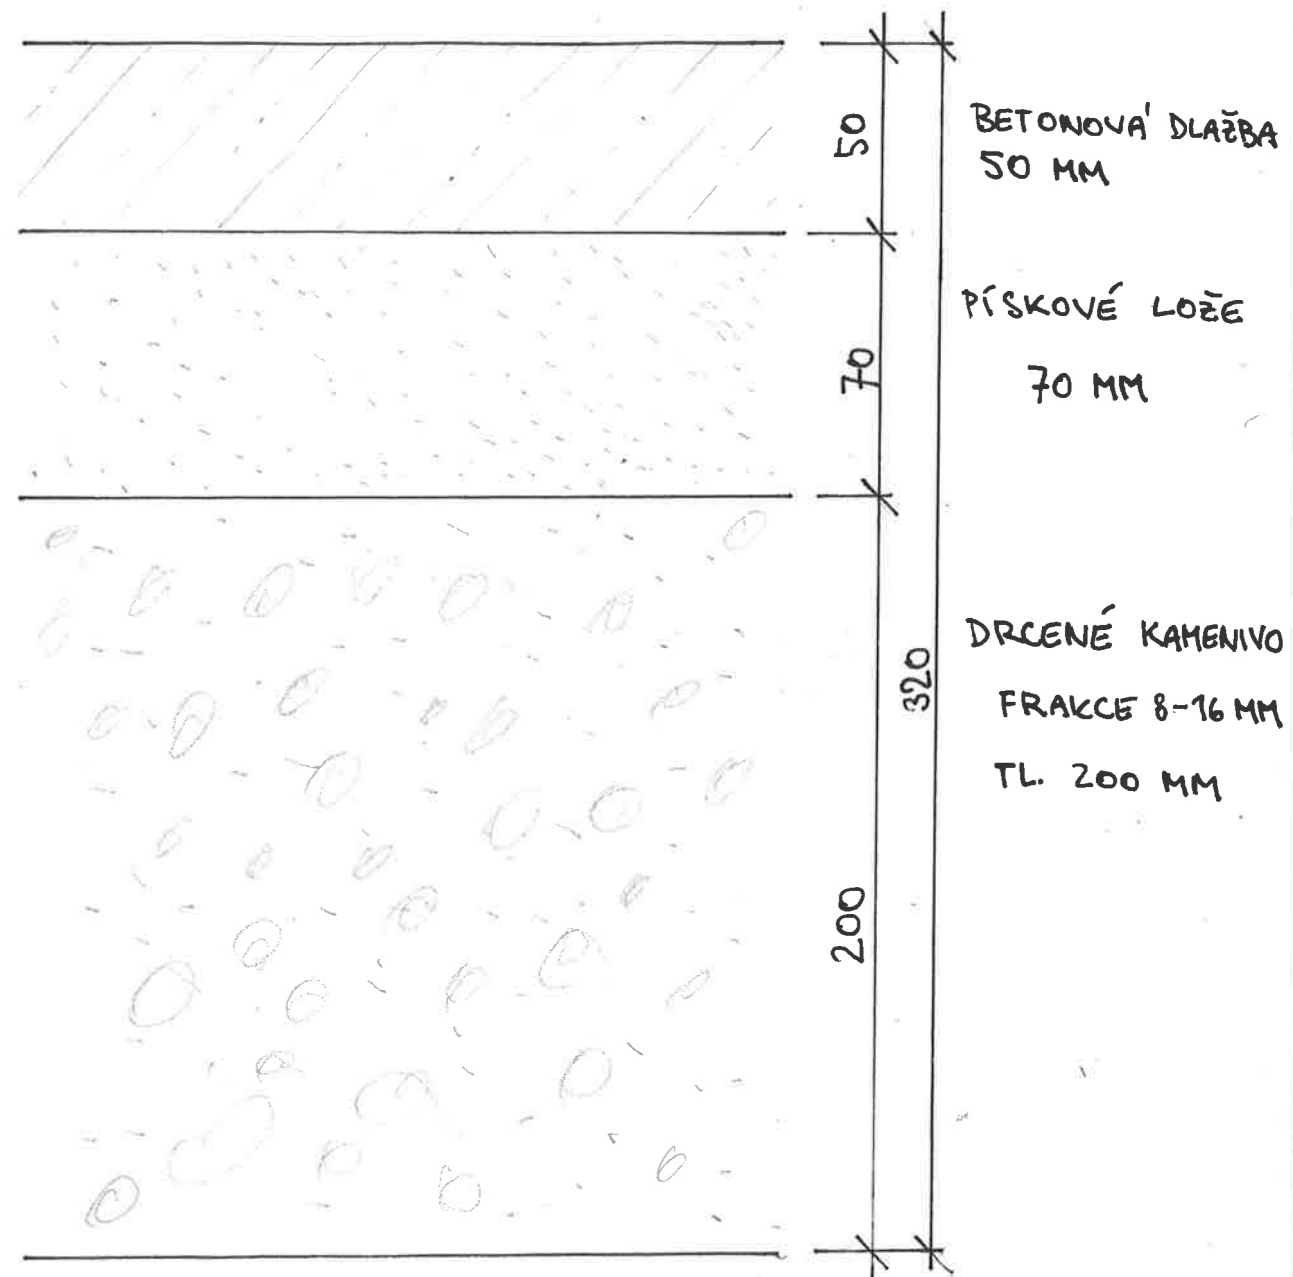 50
BETONOVÁ DLAŽBA
50 MM
70
PÍSKOVÉ LOŽE
70 MM
320
DRCENÉ KAMENIVO
FRAKCE 8-16 MM
TL. 200 MM
200